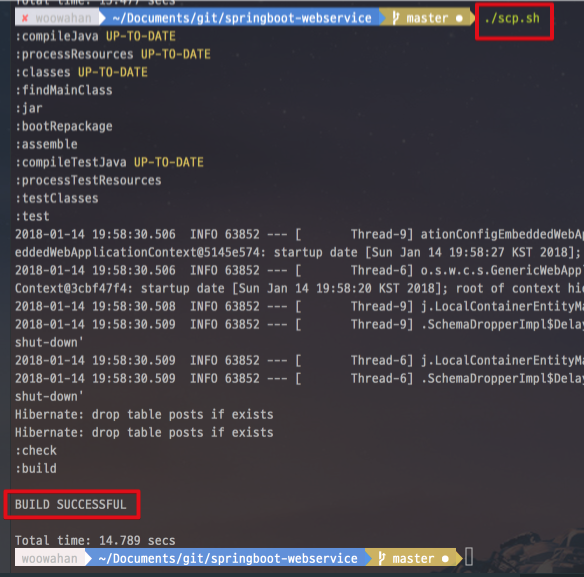 Total time: 13.477 secs
✘ woowahan ~/Documents/git/springboot-webservice master ● ./scp.sh
:compileJava UP-TO-DATE
:processResources UP-TO-DATE
:classes UP-TO-DATE
:findMainClass
:jar
:bootRepackage
:assemble
:compileTestJava UP-TO-DATE
:processTestResources
:testClasses
:test
2018-01-14 19:58:30.506  INFO 63852 --- [       Thread-9] ationConfigEmbeddedWebAp
eddedWebApplicationContext@5145e574: startup date [Sun Jan 14 19:58:27 KST 2018];
2018-01-14 19:58:30.506  INFO 63852 --- [       Thread-6] o.s.w.c.s.GenericWebAppl
Context@3cbf47f4: startup date [Sun Jan 14 19:58:20 KST 2018]; root of context hie
2018-01-14 19:58:30.508  INFO 63852 --- [       Thread-9] j.LocalContainerEntityMa
2018-01-14 19:58:30.509  INFO 63852 --- [       Thread-9] .SchemaDropperImpl$Delay
shut-down'
2018-01-14 19:58:30.509  INFO 63852 --- [       Thread-6] j.LocalContainerEntityMa
2018-01-14 19:58:30.509  INFO 63852 --- [       Thread-6] .SchemaDropperImpl$Delay
shut-down'
Hibernate: drop table posts if exists
Hibernate: drop table posts if exists
:check
:build
BUILD SUCCESSFUL
Total time: 14.789 secs
woowahan ~/Documents/git/springboot-webservice master ●